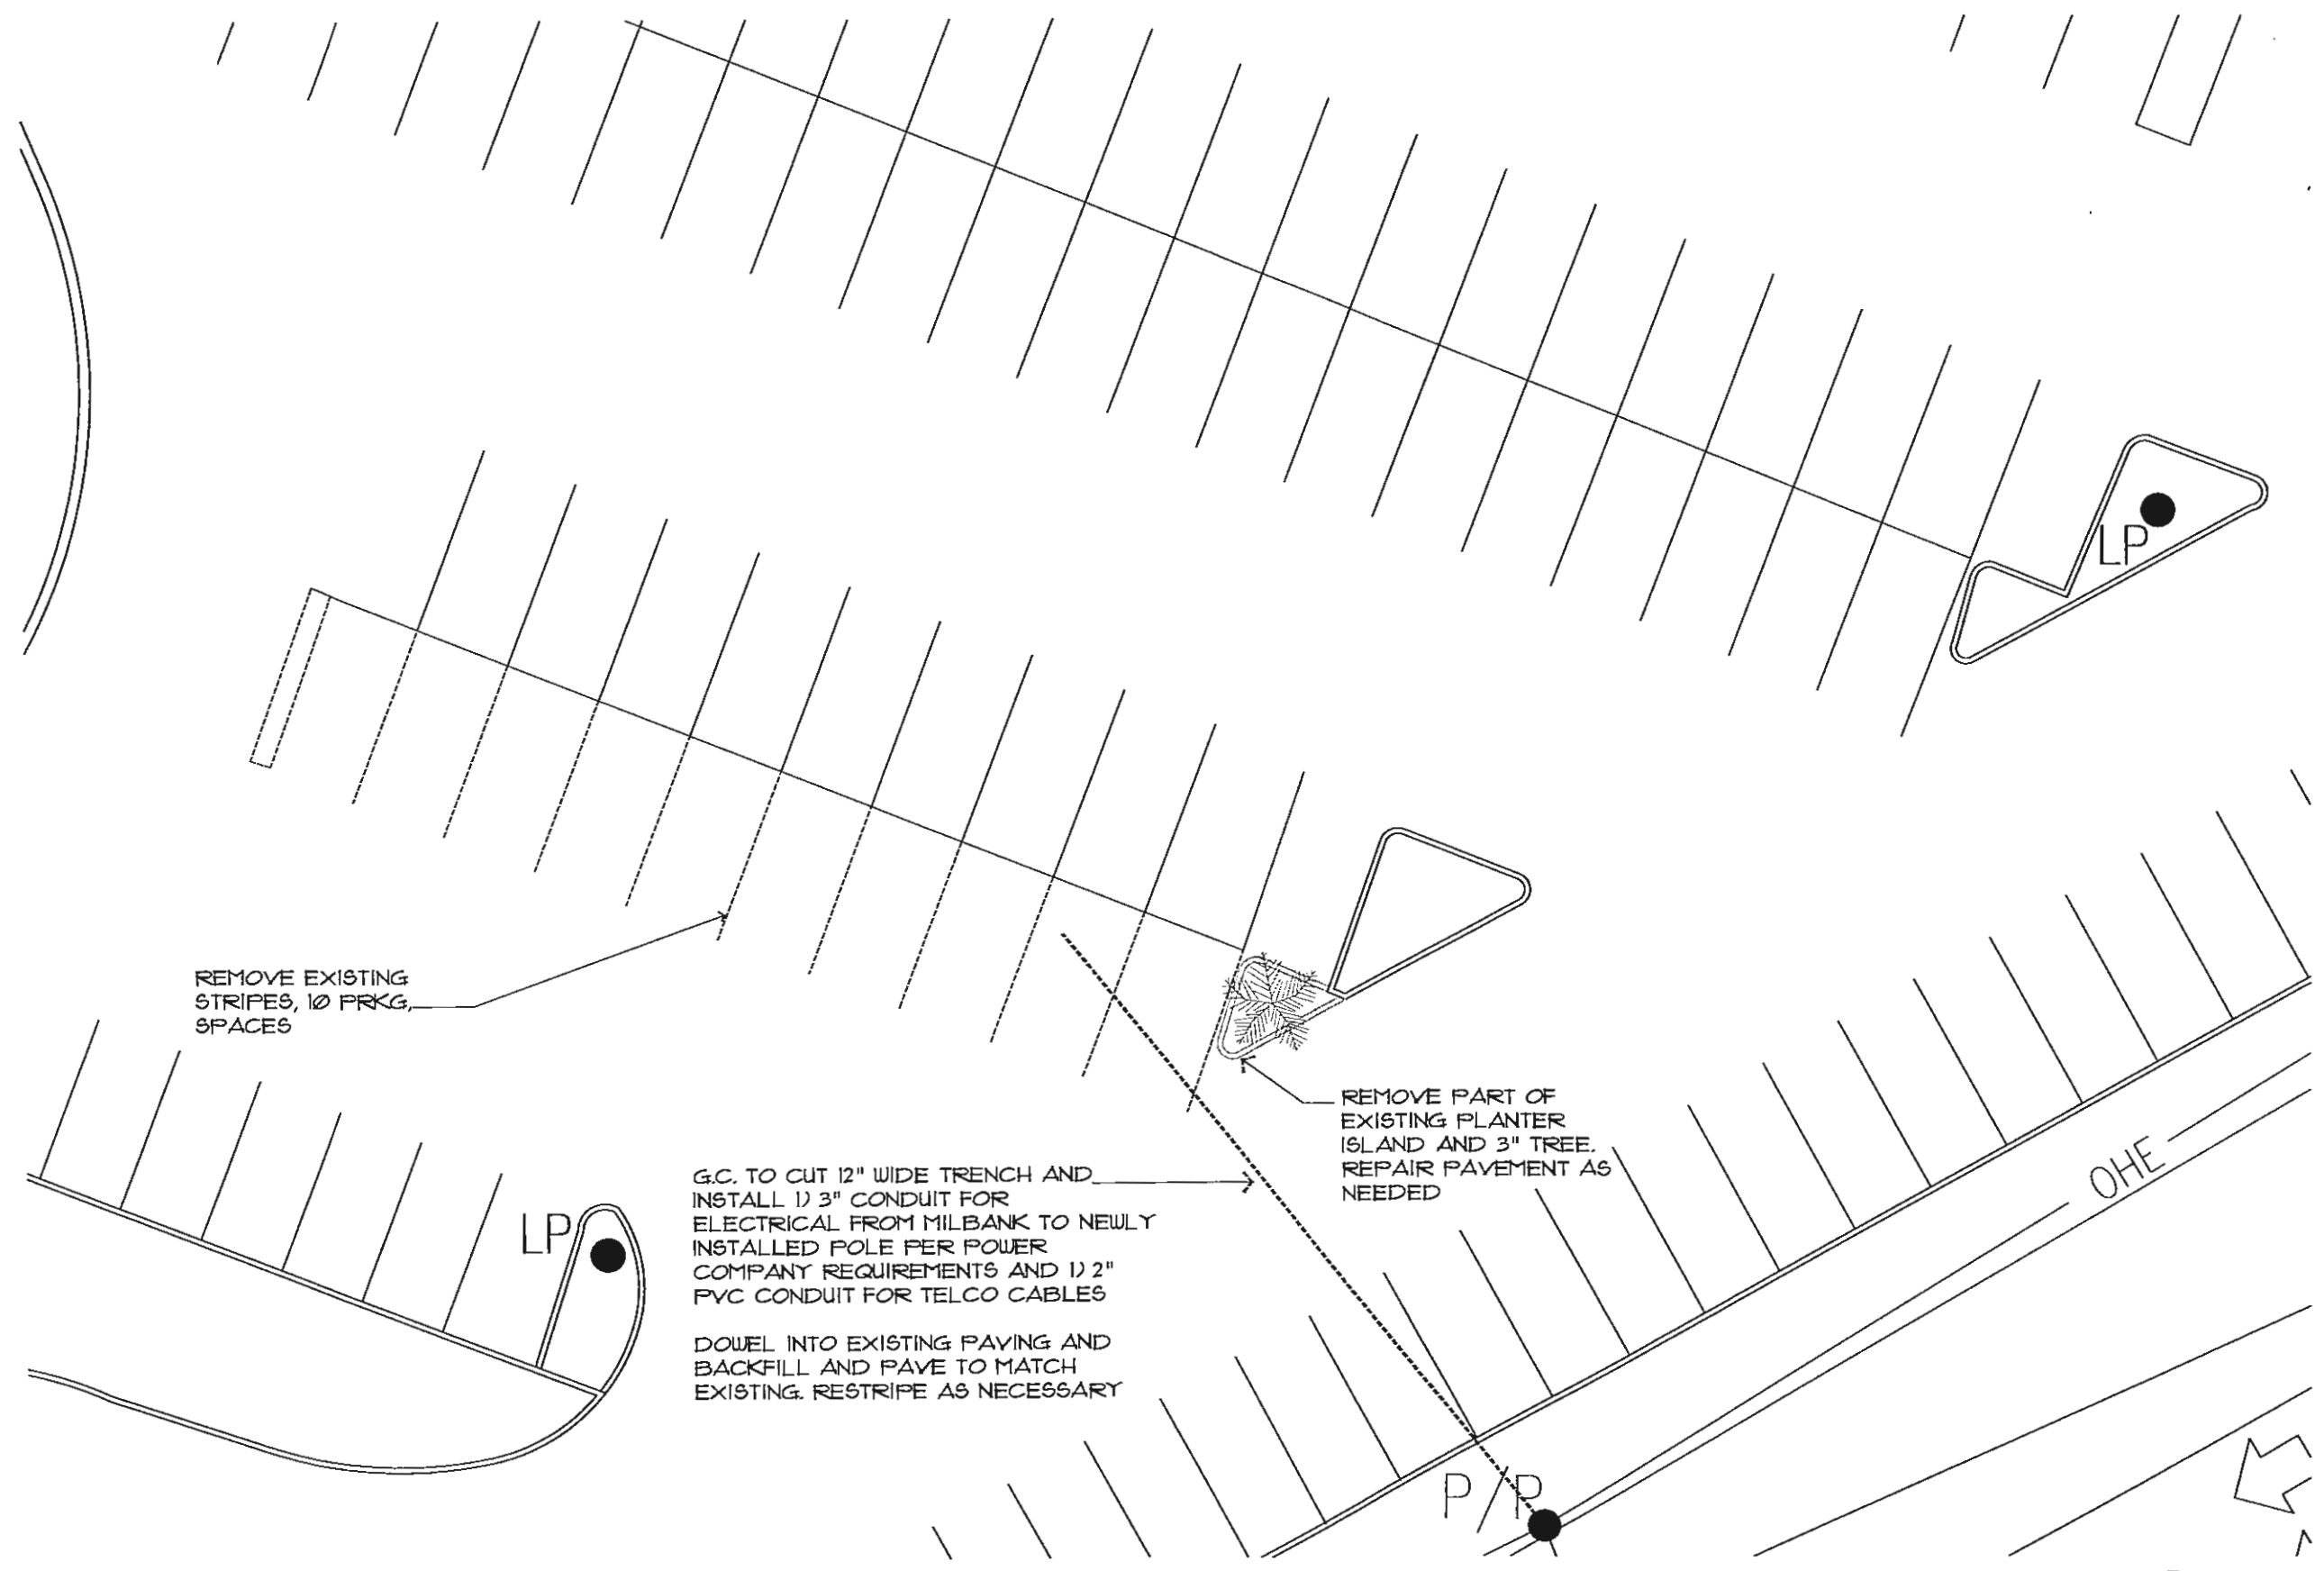 LP
REMOVE EXISTING
STRIPES, 10 PRKG,
SPACES
REMOVE PART OF
EXISTING PLANTER
ISLAND AND 3" TREE.
REPAIR PAVEMENT AS
NEEDED
OHE
G.C. TO CUT 12" WIDE TRENCH AND
INSTALL 1) 3" CONDUIT FOR
ELECTRICAL FROM MILBANK TO NEWLY
INSTALLED POLE PER POWER
COMPANY REQUIREMENTS AND 1) 2"
PVC CONDUIT FOR TELCO CABLES
DOWEL INTO EXISTING PAVING AND
BACKFILL AND PAVE TO MATCH
EXISTING. RESTRIPE AS NECESSARY
LP
P/P